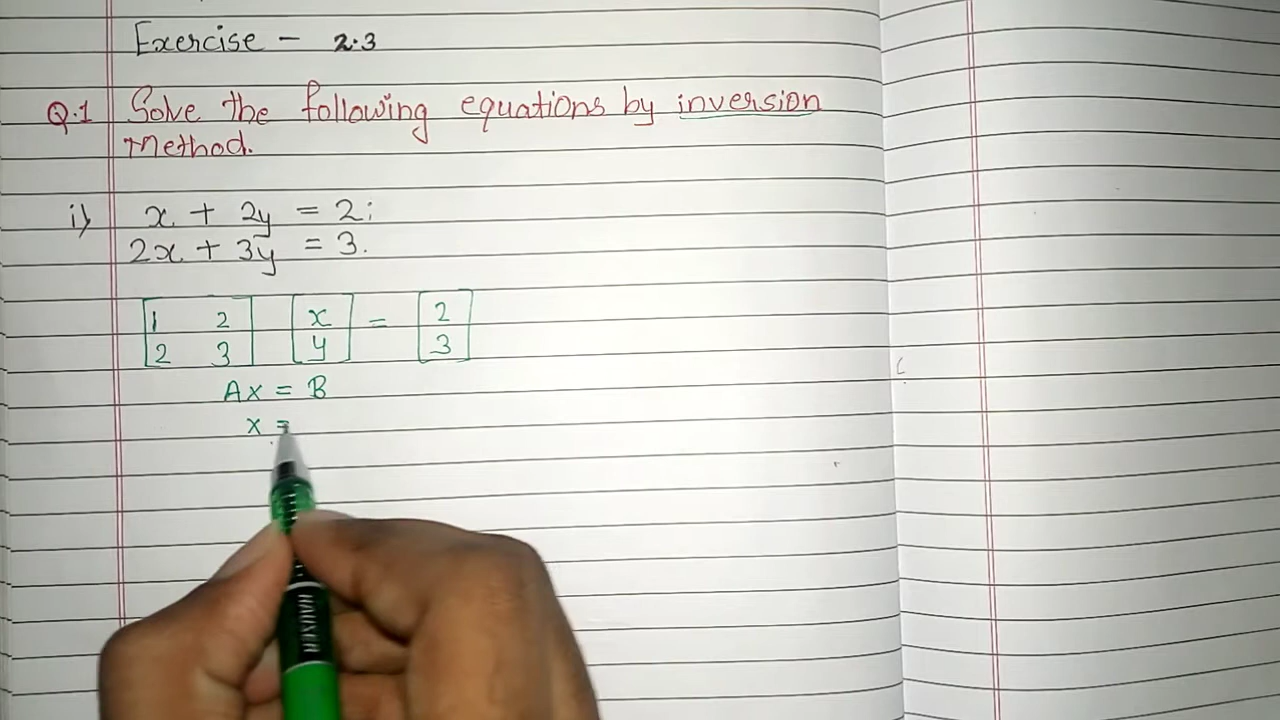 Exercise - 2.3
Q.1 Solve the following equations by inversion
Method.
i) x + 2y = 2;
2x + 3y = 3.
1 2 x = 2
2 3 y 3
AX = B
X =
HAUSER